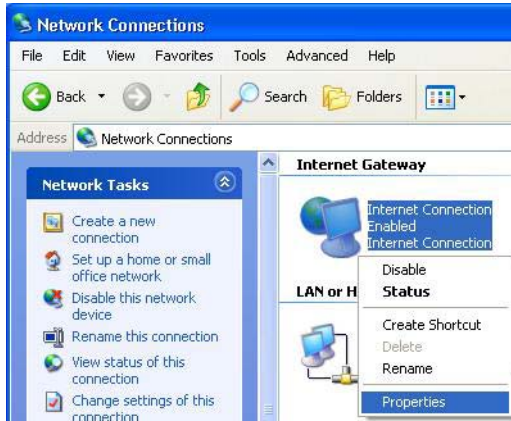 Network Connections
File Edit View Favorites Tools Advanced Help
Back Search Folders
Address Network Connections
Network Tasks
Create a new
connection
Set up a home or small
office network
Disable this network
device
Rename this connection
View status of this
connection
Change settings of this
connection
Internet Gateway
Internet Connection
Enabled
Internet Connection
LAN or H
Disable
Status
Create Shortcut
Delete
Rename
Properties